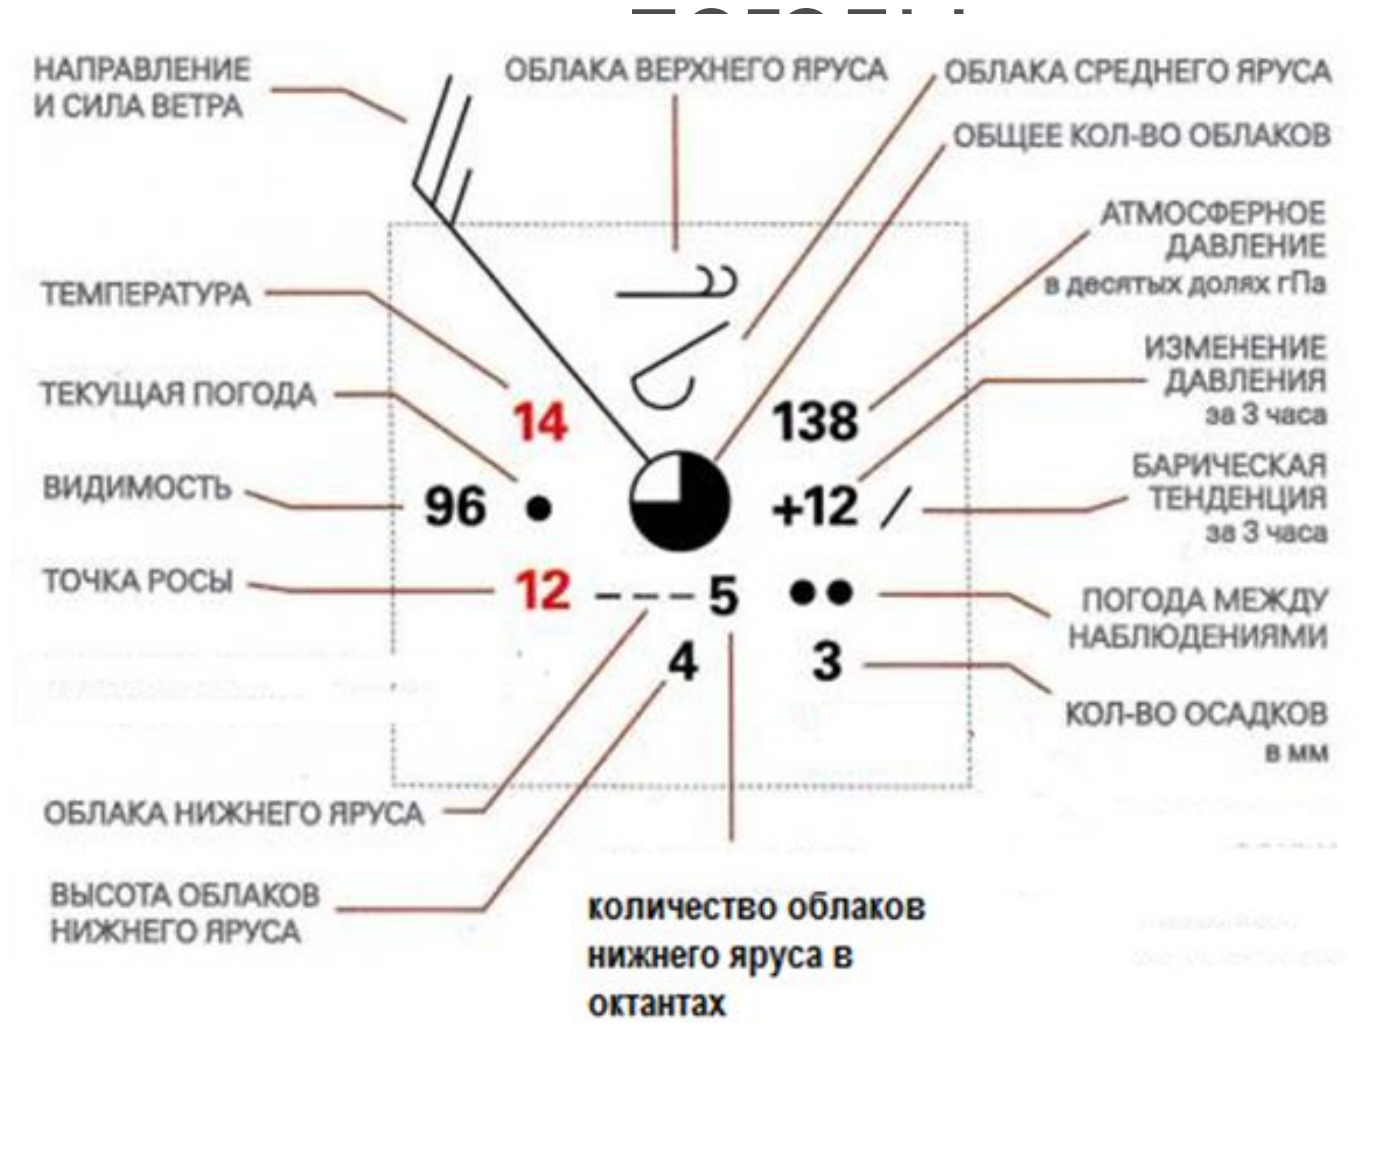 НАПРАВЛЕНИЕ
И СИЛА ВЕТРА
ОБЛАКА ВЕРХНЕГО ЯРУСА
ОБЛАКА СРЕДНЕГО ЯРУСА
ОБЩЕЕ КОЛ-ВО ОБЛАКОВ
АТМОСФЕРНОЕ
ДАВЛЕНИЕ
в десятых долях гПа
ТЕМПЕРАТУРА
ИЗМЕНЕНИЕ
ДАВЛЕНИЯ
за 3 часа
ТЕКУЩАЯ ПОГОДА
14
138
БАРИЧЕСКАЯ
ТЕНДЕНЦИЯ
за 3 часа
ВИДИМОСТЬ
96
+12
ТОЧКА РОСЫ
12
5
ПОГОДА МЕЖДУ
НАБЛЮДЕНИЯМИ
4
3
КОЛ-ВО ОСАДКОВ
в мм
ОБЛАКА НИЖНЕГО ЯРУСА
ВЫСОТА ОБЛАКОВ
НИЖНЕГО ЯРУСА
количество облаков
нижнего яруса в
октантах